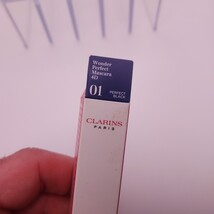 Wonder
Perfect
Mascara
4D
01 PERFECT
BLACK
CLARINS
PARIS